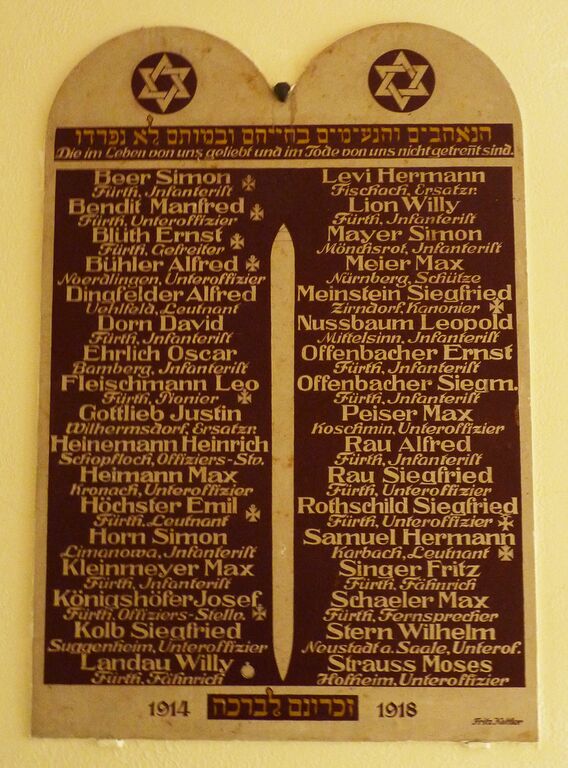 הנאהבים והנעימים בחייהם ובמותם לא נפרדו
Die im Leben von uns geliebt und im Tode von uns nicht getrennt sind.
Beer Simon
Fürth, Infanterist
Bendit Manfred
Fürth, Unteroffizier
Blüth Ernst
Fürth, Gefreiter
Bühler Alfred
Noerdlingen, Unteroffizier
Dingfelder Alfred
Uehlfeld, Leutnant
Dorn David
Fürth, Infanterist
Ehrlich Oscar
Bamberg, Infanterist
Fleischmann Leo
Fürth, Pionier
Gottlieb Justin
Wilhermsdorf, Ersatzr.
Heinemann Heinrich
Schopfloch, Offiziers-Stv.
Heimann Max
Kronach, Unteroffizier
Höchster Emil
Fürth, Leutnant
Horn Simon
Limanowa, Infanterist
Kleinmeyer Max
Fürth, Infanterist
Königshöfer Josef
Fürth, Offiziers-Stellv.
Kolb Siegfried
Suggenheim, Unteroffizier
Landau Willy
Fürth, Fähnrich
Levi Hermann
Fischach, Ersatzr.
Lion Willy
Fürth, Infanterist
Mayer Simon
Mönchsrot, Infanterist
Meier Max
Nürnberg, Schütze
Meinstein Siegfried
Zirndorf, Kanonier
Nussbaum Leopold
Mittelsinn, Infanterist
Offenbacher Ernst
Fürth, Infanterist
Offenbacher Siegm.
Fürth, Infanterist
Peiser Max
Koschmin, Unteroffizier
Rau Alfred
Fürth, Infanterist
Rau Siegfried
Fürth, Unteroffizier
Rothschild Siegfried
Fürth, Unteroffizier
Samuel Hermann
Karbach, Leutnant
Singer Fritz
Fürth, Fähnrich
Schaeler Max
Fürth, Fernsprecher
Stern Wilhelm
Neustadt a. Saale, Unterof.
Strauss Moses
Hofheim, Unteroffizier
1914 זכרונם לברכה 1918
Fritz